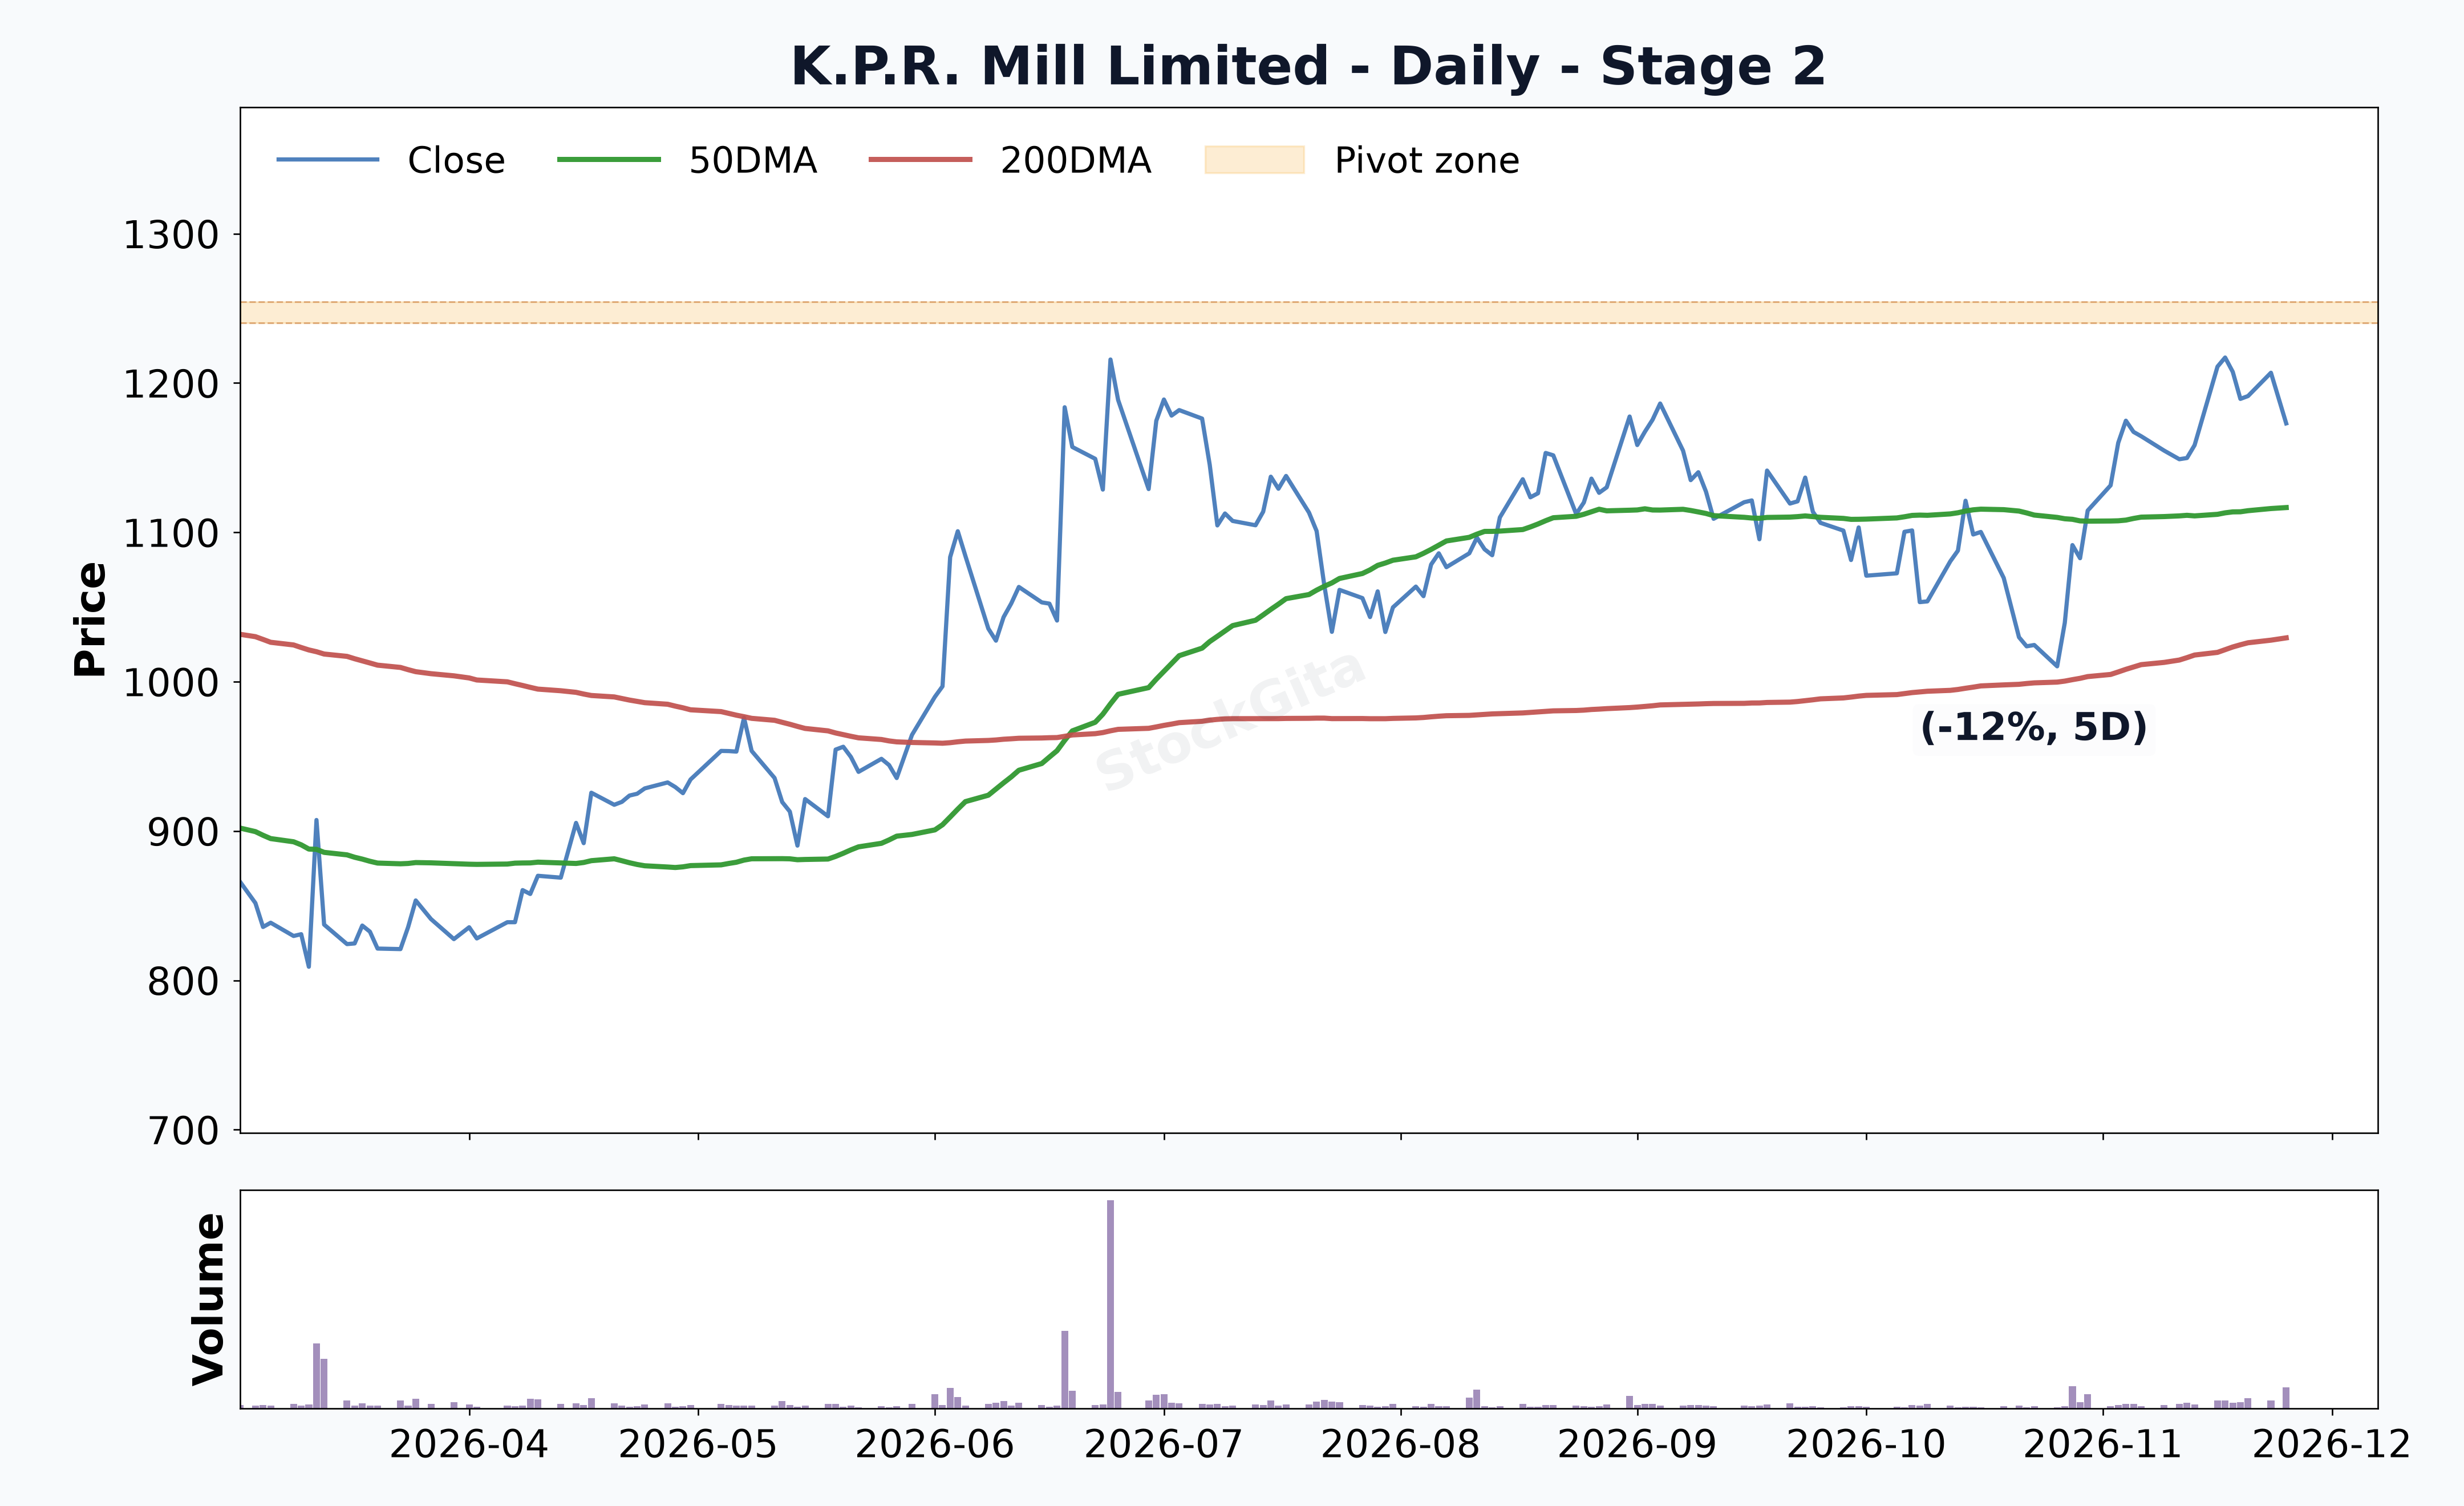 K.P.R. Mill Limited - Daily - Stage 2
Close 50DMA 200DMA Pivot zone
1300
1200
1100
1000
900
800
700
Price
StockGita
(-12%, 5D)
Volume
2026-04 2026-05 2026-06 2026-07 2026-08 2026-09 2026-10 2026-11 2026-12